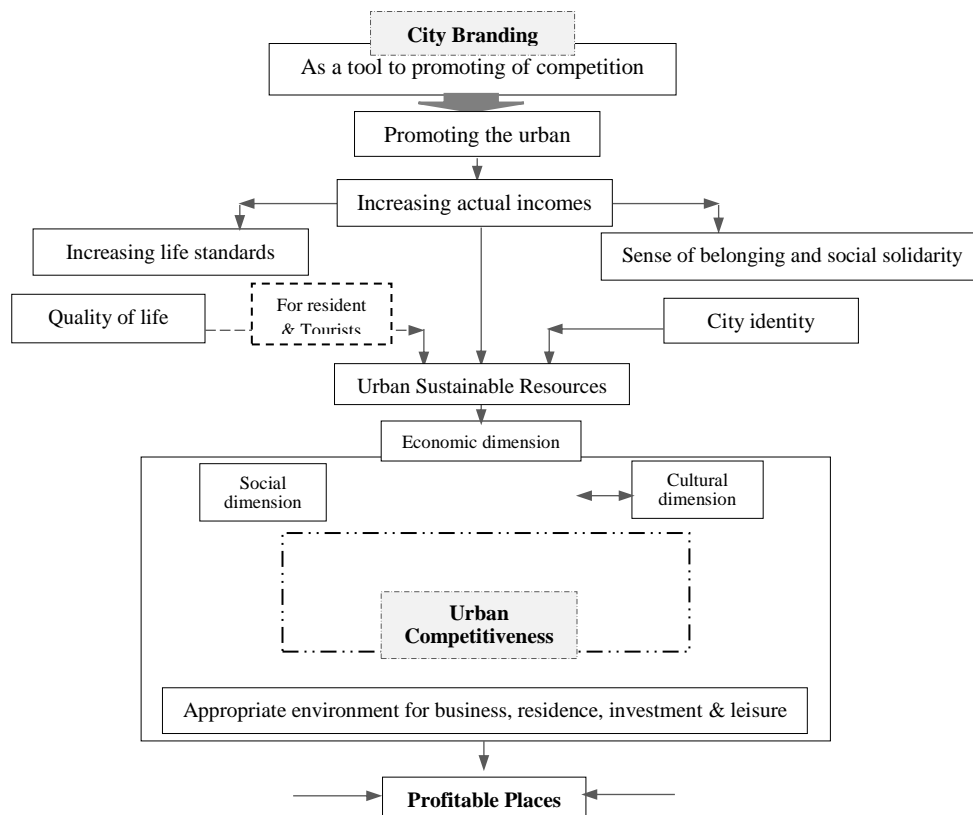 City Branding
As a tool to promoting of competition
Promoting the urban
Increasing actual incomes
Increasing life standards
Sense of belonging and social solidarity
Quality of life
For resident
& Tourists
City identity
Urban Sustainable Resources
Economic dimension
Social
dimension
Cultural
dimension
Urban
Competitiveness
Appropriate environment for business, residence, investment & leisure
Profitable Places